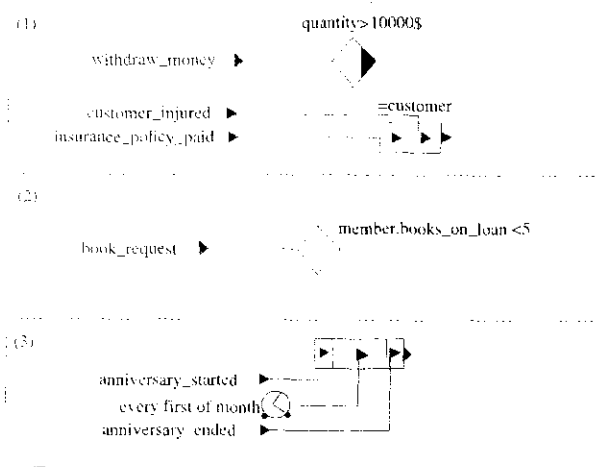 (1)
quantity>10000$
withdraw_money
customer_injured
=customer
insurance_policy_paid
(2)
member.books_on_loan <5
book_request
(3)
anniversary_started
every first of month
anniversary_ended